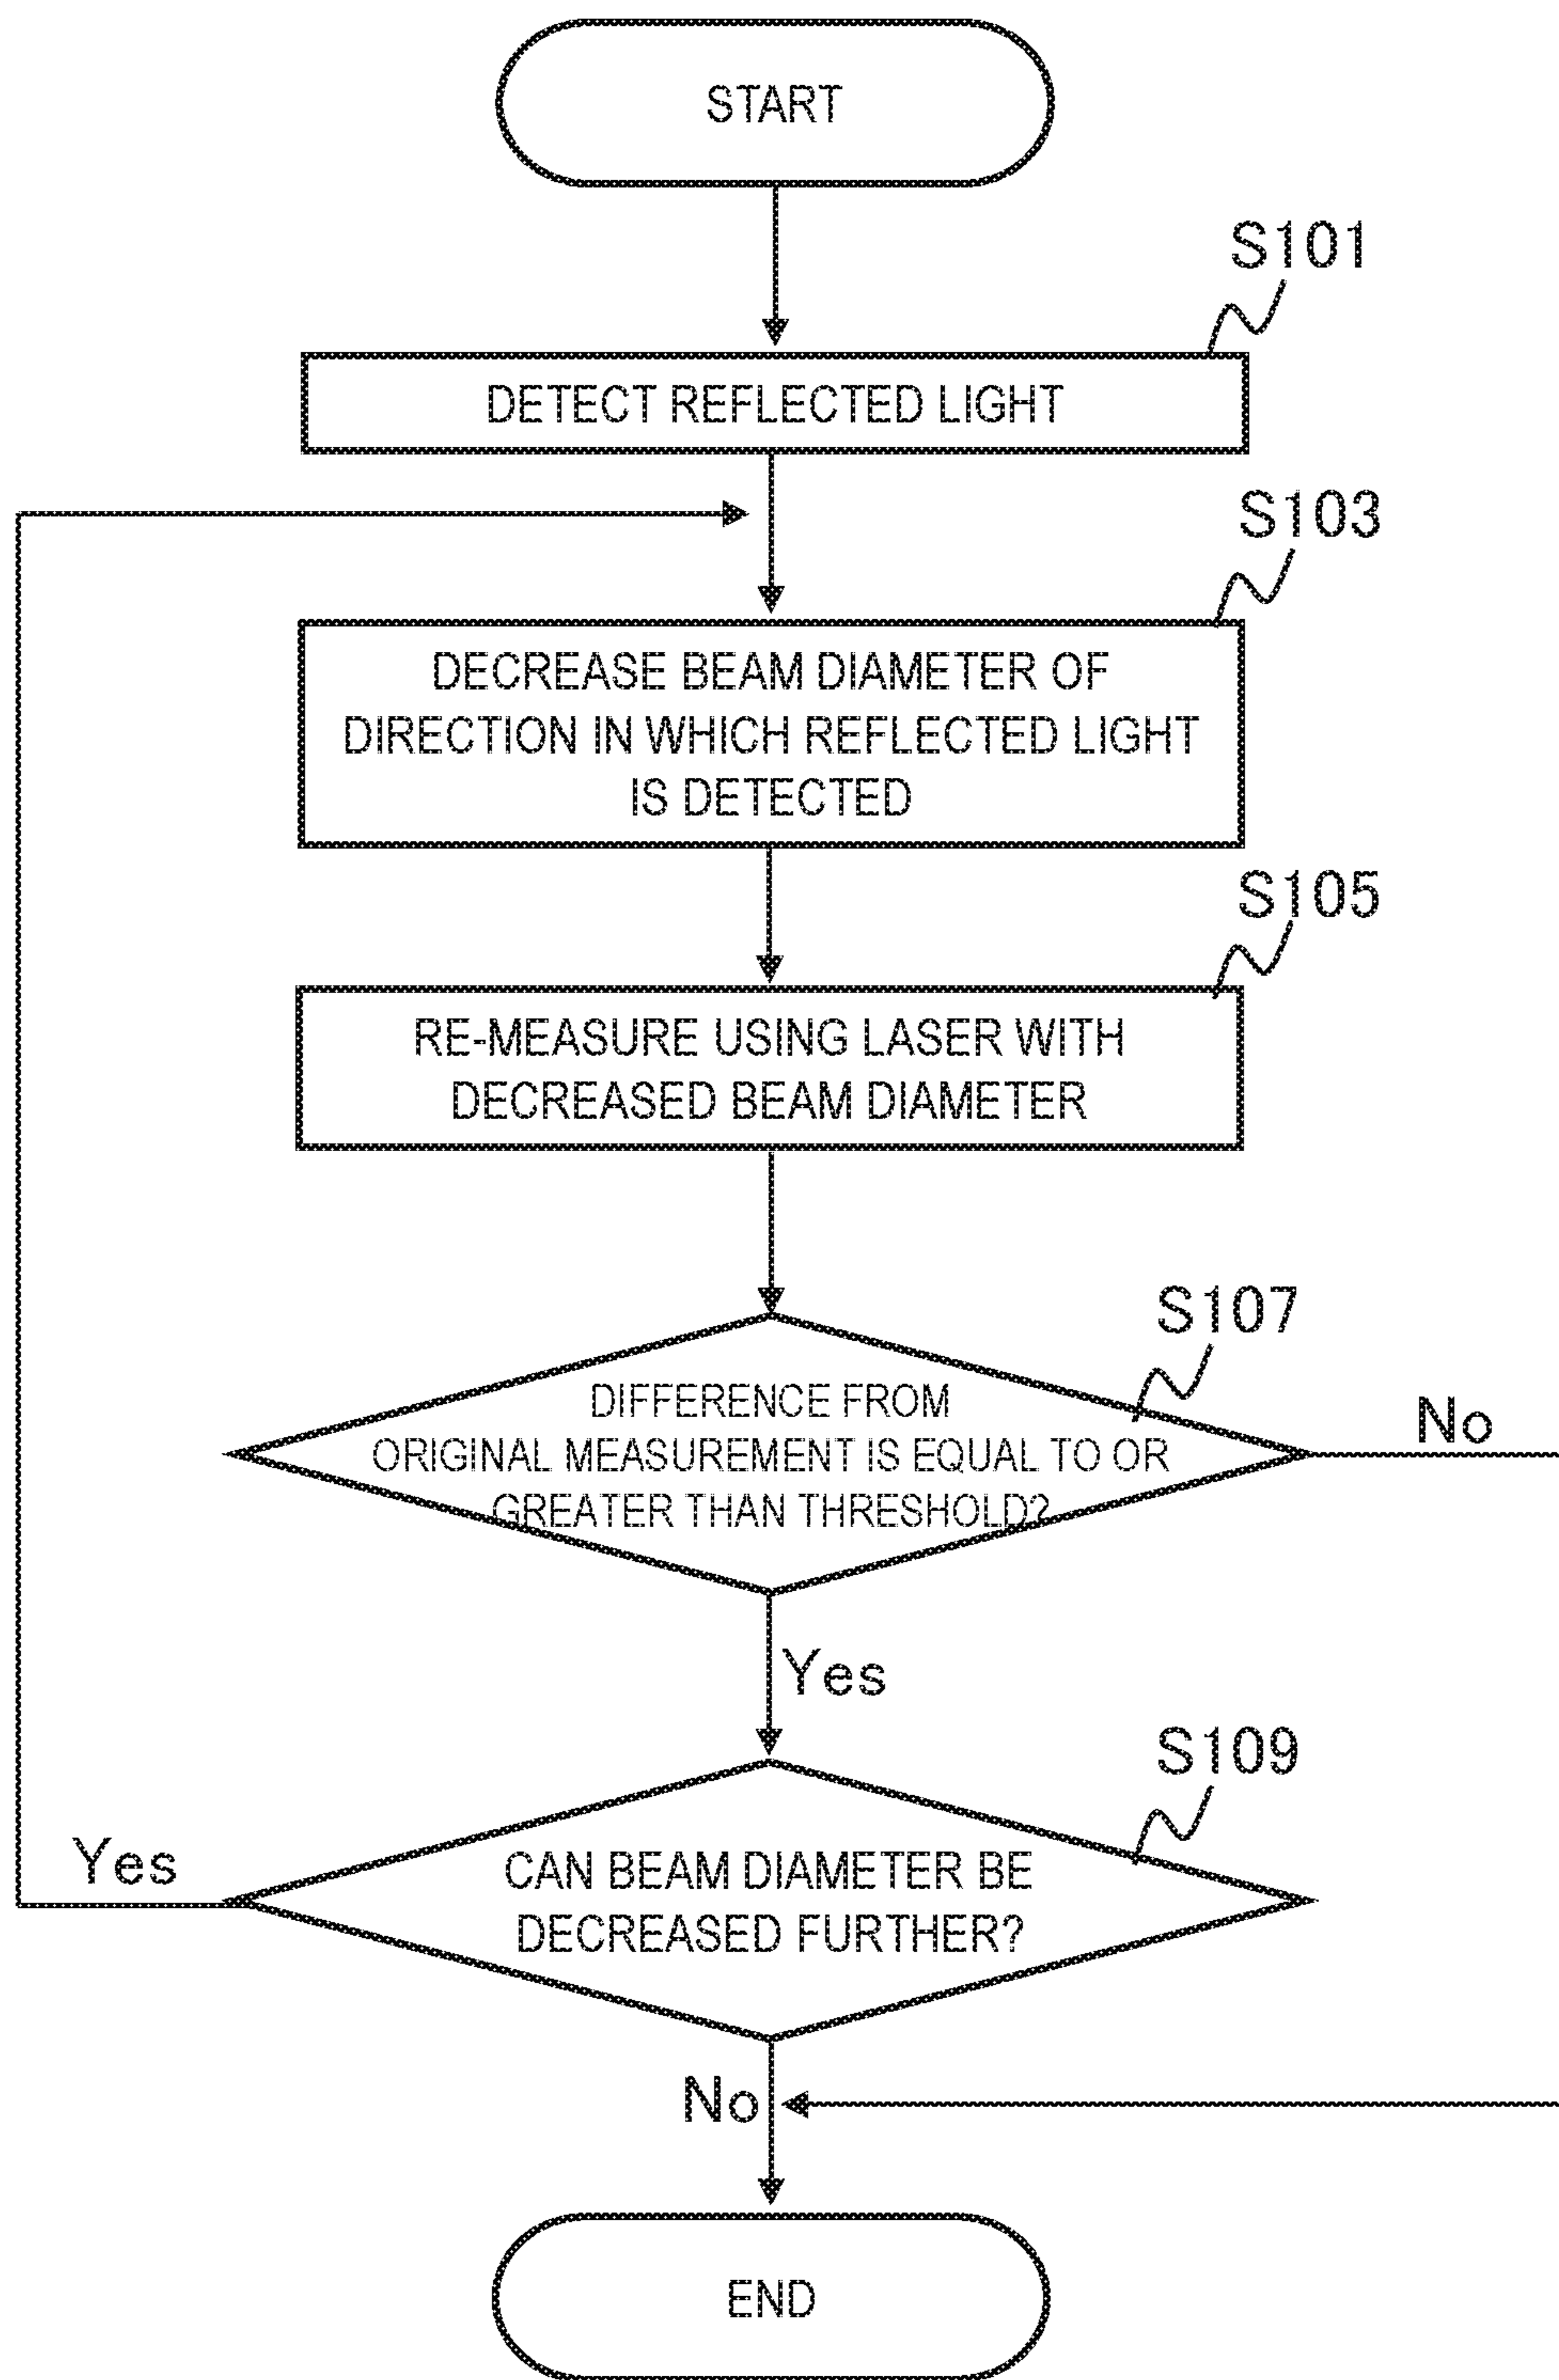 START
S101
DETECT REFLECTED LIGHT
S103
DECREASE BEAM DIAMETER OF
DIRECTION IN WHICH REFLECTED LIGHT
IS DETECTED
S105
RE-MEASURE USING LASER WITH
DECREASED BEAM DIAMETER
S107
DIFFERENCE FROM
ORIGINAL MEASUREMENT IS EQUAL TO OR
GREATER THAN THRESHOLD?
No
Yes
S109
CAN BEAM DIAMETER BE
DECREASED FURTHER?
Yes
No
END